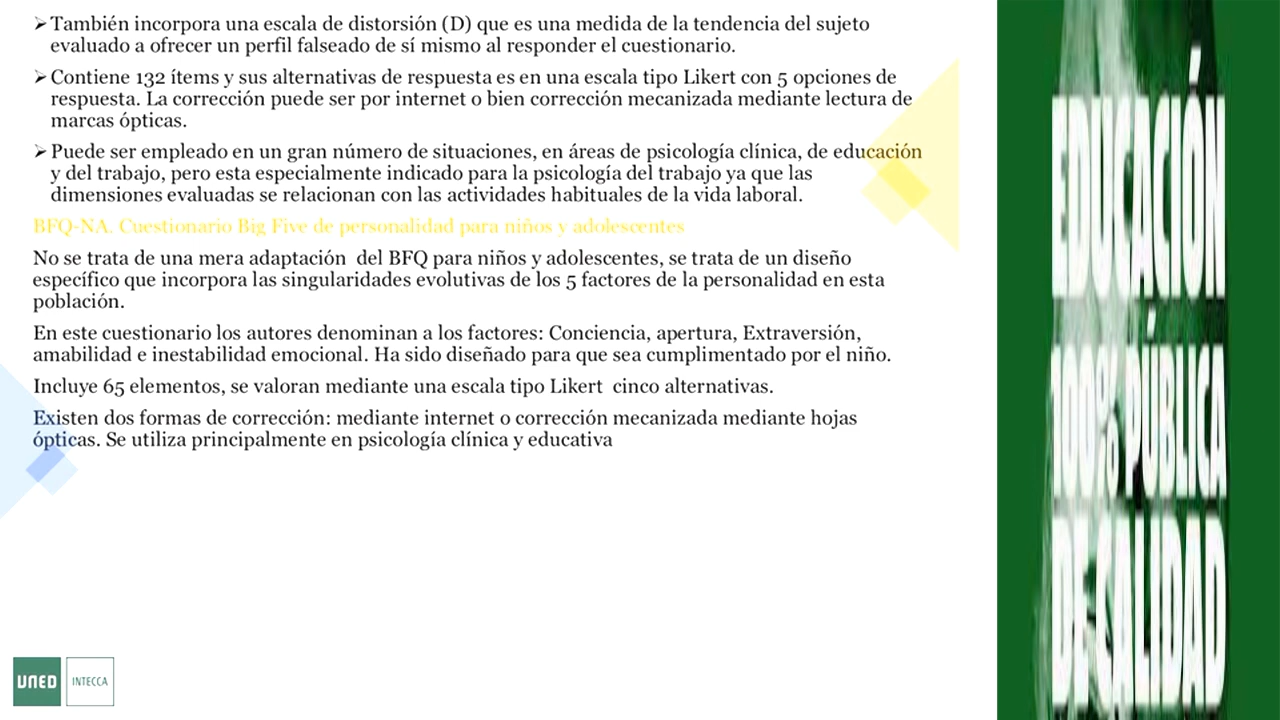 ➢ También incorpora una escala de distorsión (D) que es una medida de la tendencia del sujeto
evaluado a ofrecer un perfil falseado de sí mismo al responder el cuestionario.
➢ Contiene 132 ítems y sus alternativas de respuesta es en una escala tipo Likert con 5 opciones de
respuesta. La corrección puede ser por internet o bien corrección mecanizada mediante lectura de
marcas ópticas.
➢ Puede ser empleado en un gran número de situaciones, en áreas de psicología clínica, de educación
y del trabajo, pero esta especialmente indicado para la psicología del trabajo ya que las
dimensiones evaluadas se relacionan con las actividades habituales de la vida laboral.
BFQ-NA. Cuestionario Big Five de personalidad para niños y adolescentes
No se trata de una mera adaptación del BFQ para niños y adolescentes, se trata de un diseño
específico que incorpora las singularidades evolutivas de los 5 factores de la personalidad en esta
población.
En este cuestionario los autores denominan a los factores: Conciencia, apertura, Extraversión,
amabilidad e inestabilidad emocional. Ha sido diseñado para que sea cumplimentado por el niño.
Incluye 65 elementos, se valoran mediante una escala tipo Likert cinco alternativas.
Existen dos formas de corrección: mediante internet o corrección mecanizada mediante hojas
ópticas. Se utiliza principalmente en psicología clínica y educativa
UNED INTECCA
EDUCACIÓN
100% PÚBLICA
DE CALIDAD